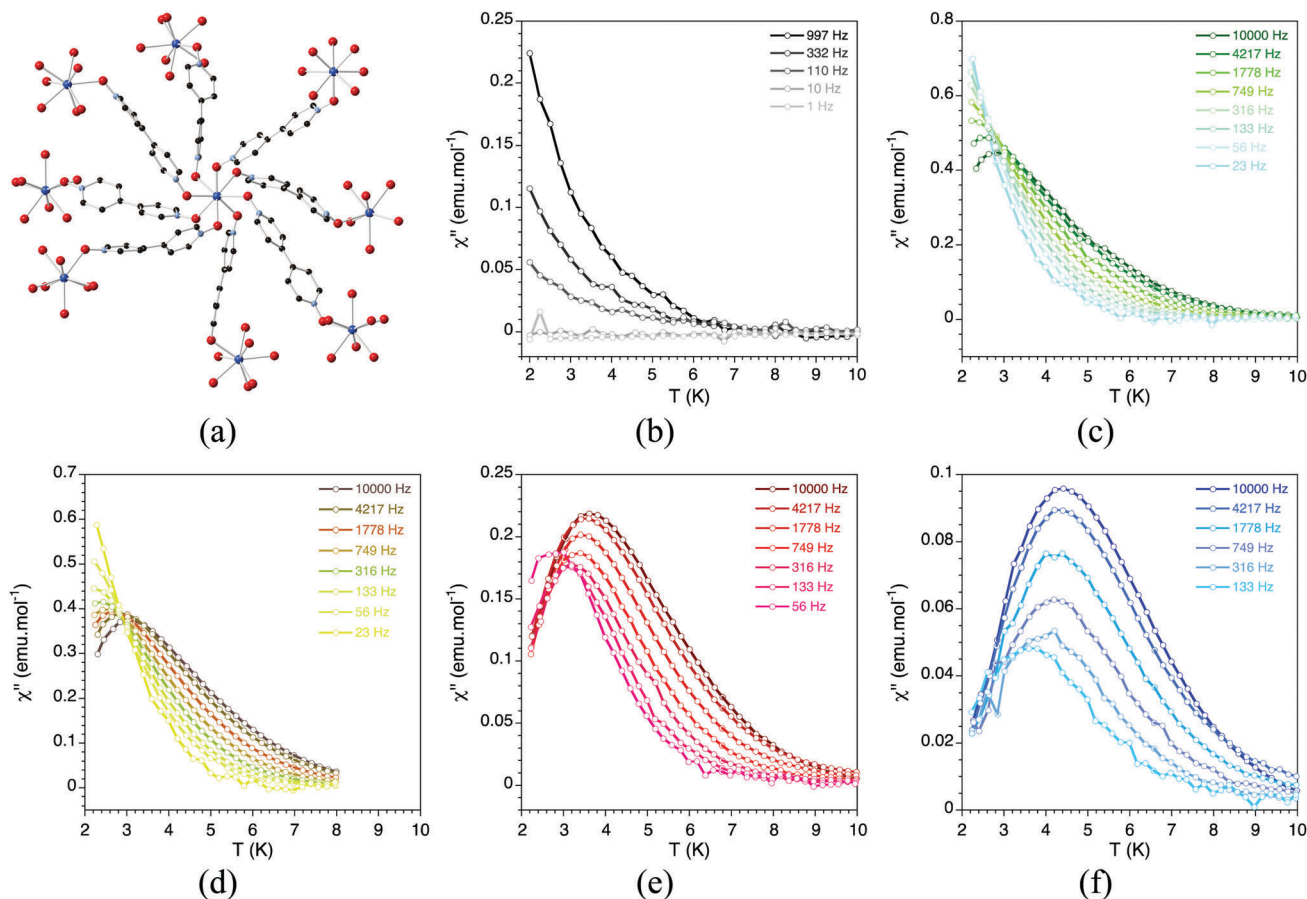 0.25
0.2
0.15
0.1
0.05
0
χ'' (emu.mol⁻¹)
997 Hz
332 Hz
110 Hz
10 Hz
1 Hz
2 3 4 5 6 7 8 9 10
T (K)
0.8
0.6
0.4
0.2
0
χ'' (emu.mol⁻¹)
10000 Hz
4217 Hz
1778 Hz
749 Hz
316 Hz
133 Hz
56 Hz
23 Hz
2 3 4 5 6 7 8 9 10
T (K)
(a)
(b)
(c)
0.7
0.6
0.5
0.4
0.3
0.2
0.1
0
χ'' (emu.mol⁻¹)
10000 Hz
4217 Hz
1778 Hz
749 Hz
316 Hz
133 Hz
56 Hz
23 Hz
2 3 4 5 6 7 8 9 10
T (K)
0.25
0.2
0.15
0.1
0.05
0
χ'' (emu.mol⁻¹)
10000 Hz
4217 Hz
1778 Hz
749 Hz
316 Hz
133 Hz
56 Hz
2 3 4 5 6 7 8 9 10
T (K)
0.1
0.08
0.06
0.04
0.02
0
χ'' (emu.mol⁻¹)
10000 Hz
4217 Hz
1778 Hz
749 Hz
316 Hz
133 Hz
2 3 4 5 6 7 8 9 10
T (K)
(d)
(e)
(f)